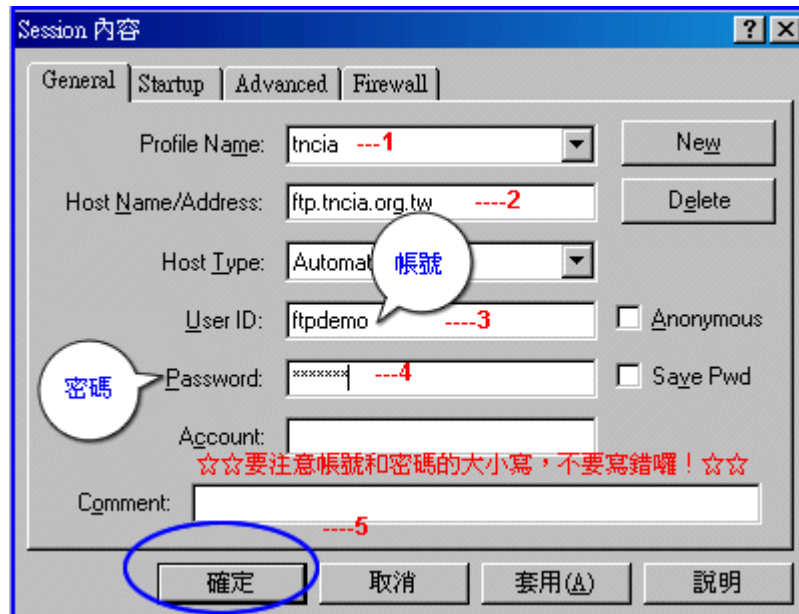 Session 內容
General Startup Advanced Firewall
Profile Name: tncia ---1 New
Host Name/Address: ftp.tncia.org.tw ----2 Delete
Host Type: Automat
帳號
User ID: ftpdemo ----3 Anonymous
密碼
Password: ******* ---4 Save Pwd
Account:
☆☆要注意帳號和密碼的大小寫，不要寫錯囉！☆☆
Comment:
----5
確定 取消 套用(A) 說明